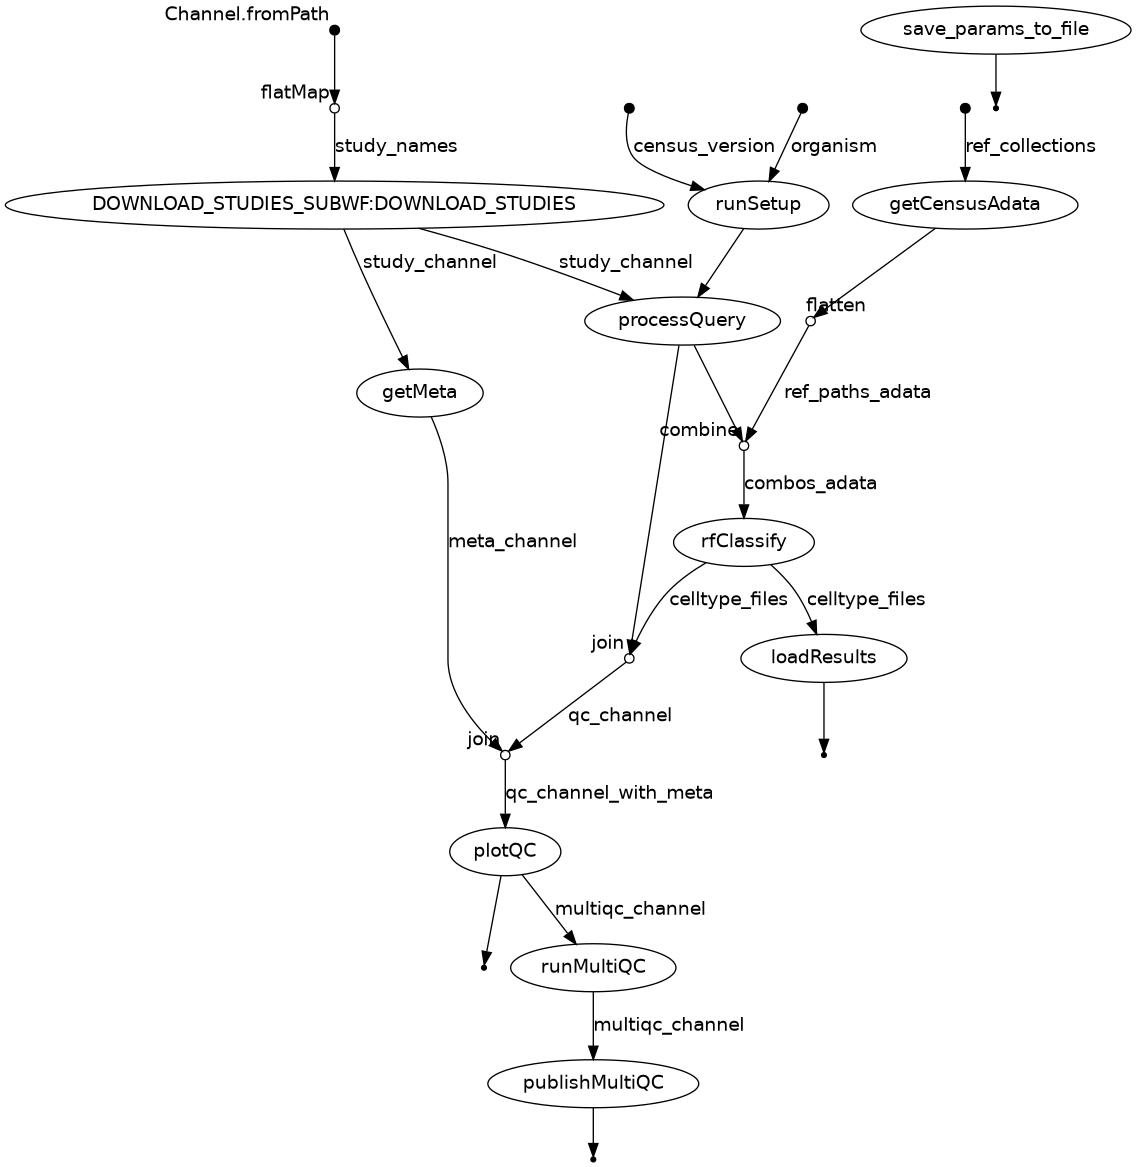 Channel.fromPath
save_params_to_file
flatMap
study_names
census_version
organism
ref_collections
DOWNLOAD_STUDIES_SUBWF:DOWNLOAD_STUDIES
runSetup
getCensusAdata
study_channel
study_channel
flatten
processQuery
getMeta
ref_paths_adata
combine
combos_adata
meta_channel
rfClassify
celltype_files
celltype_files
join
loadResults
qc_channel
join
qc_channel_with_meta
plotQC
multiqc_channel
runMultiQC
multiqc_channel
publishMultiQC